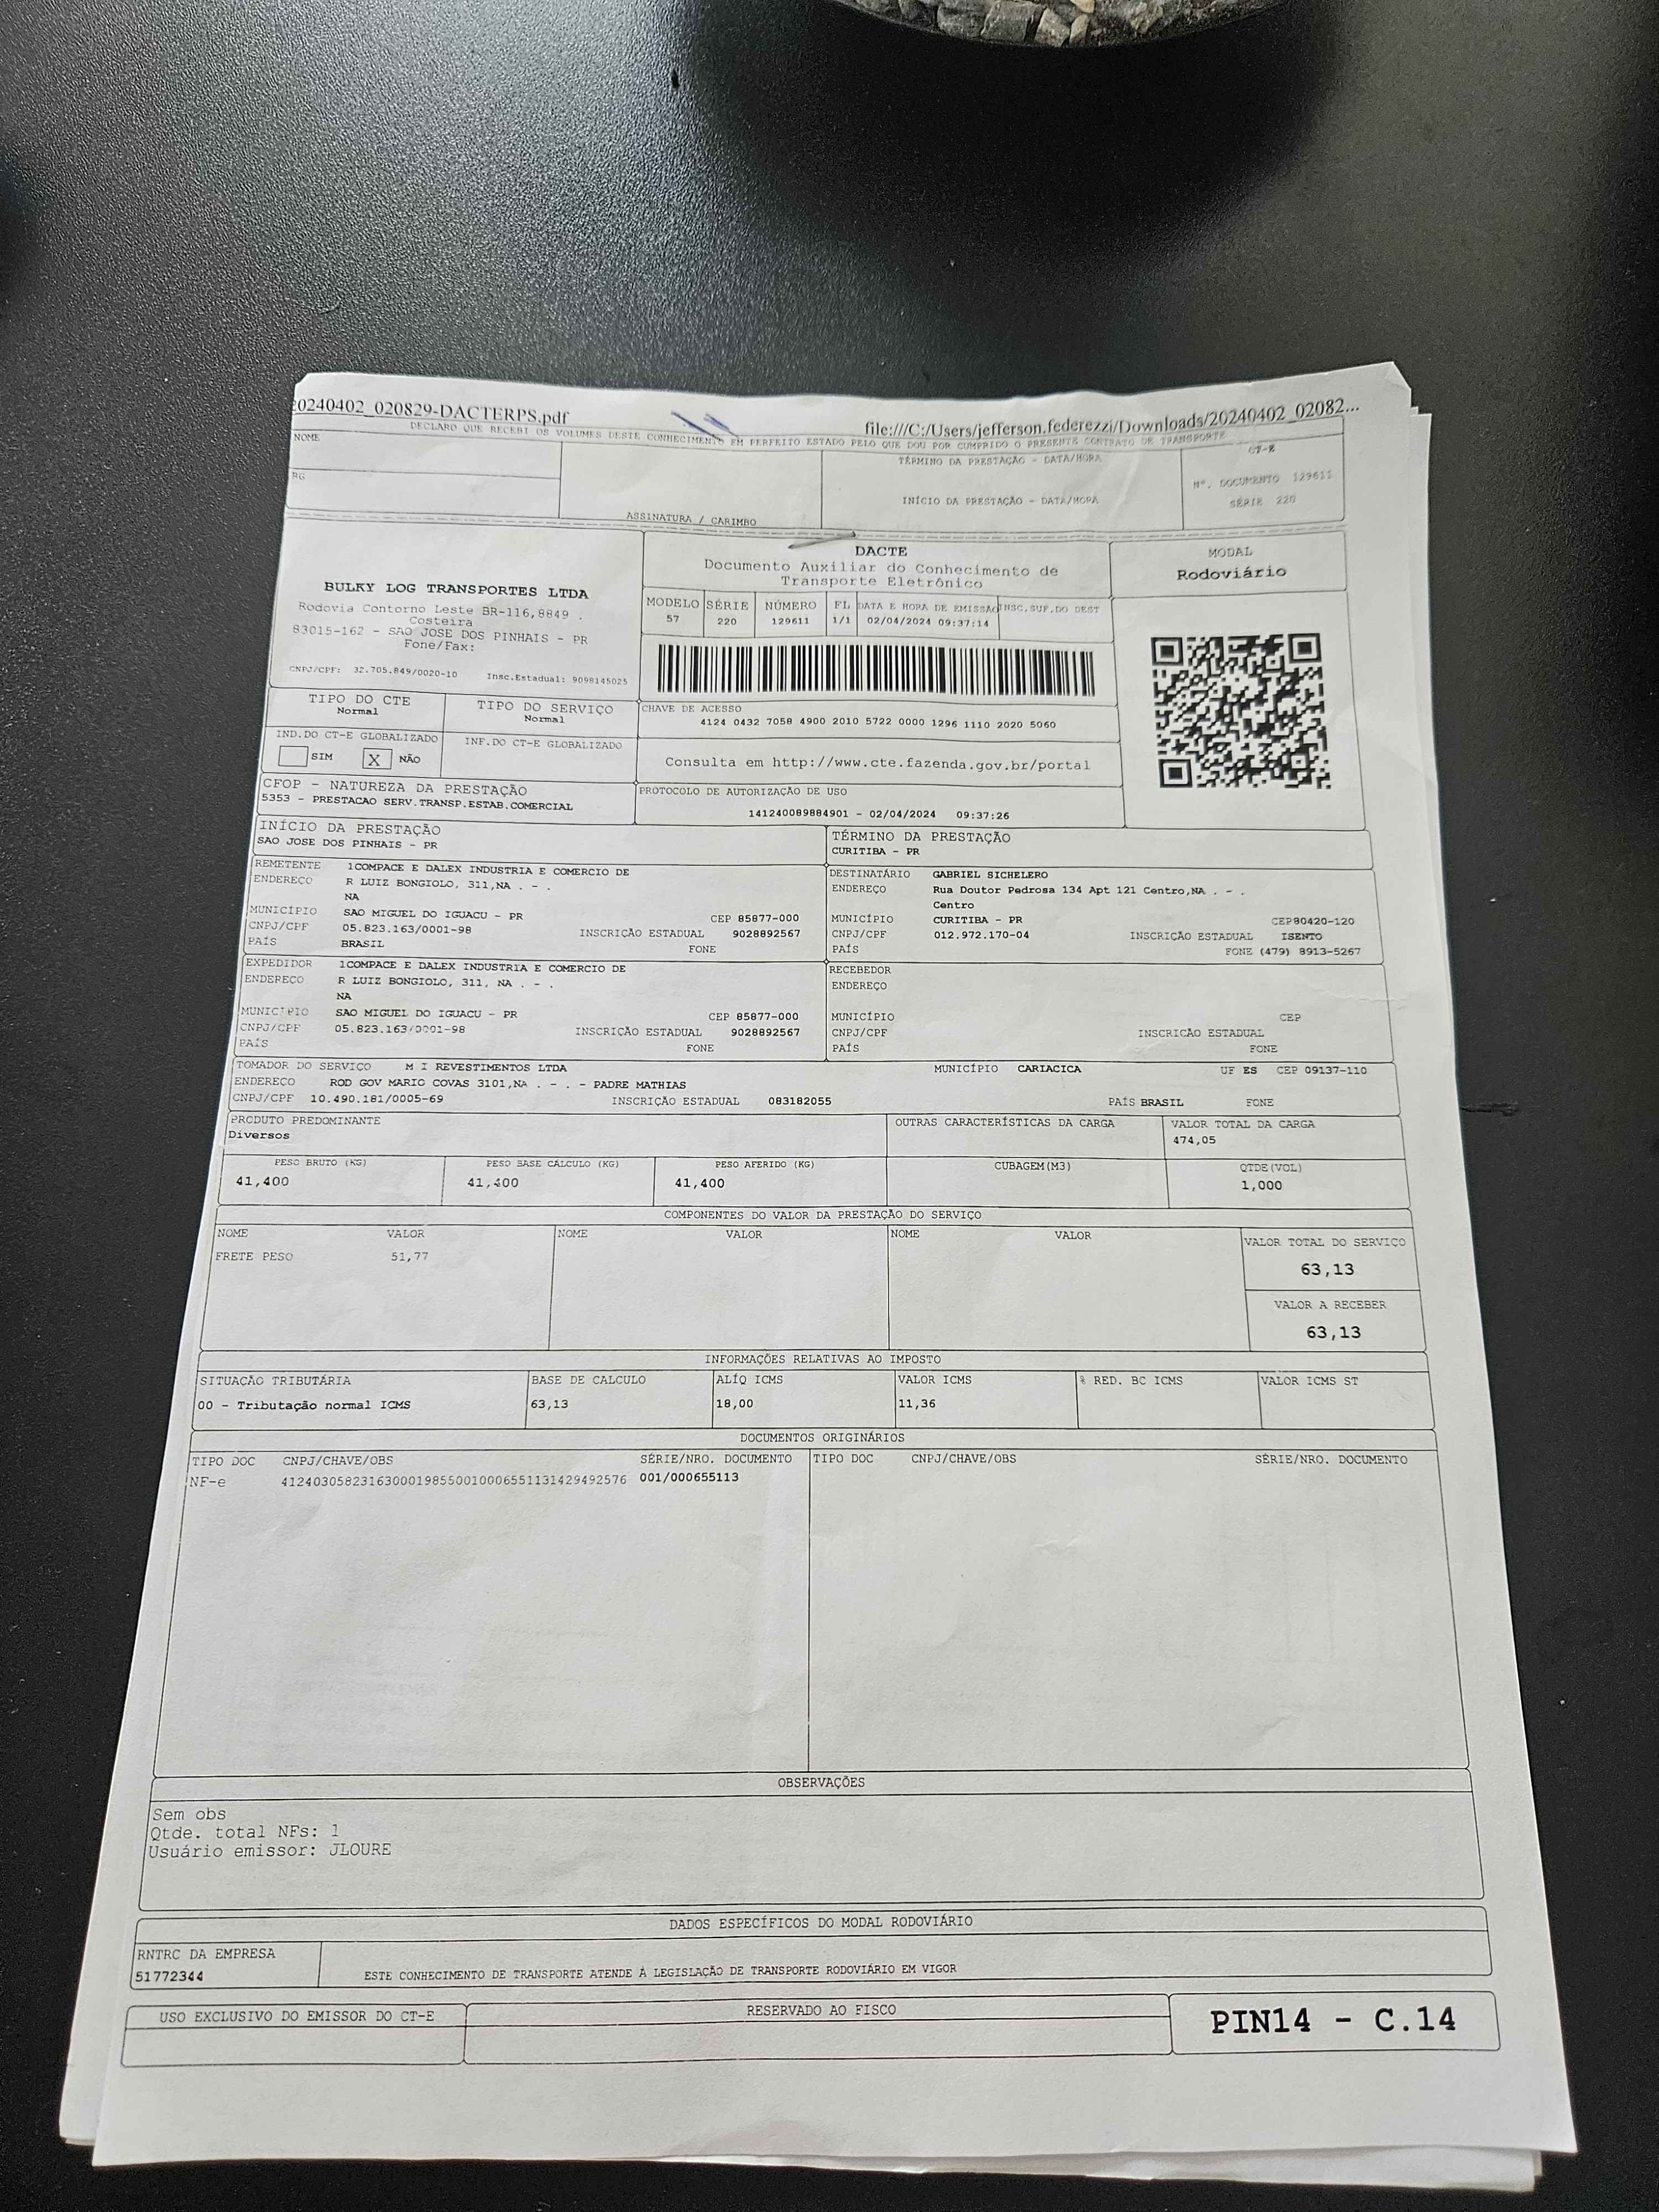 20240402_020829-DACTERPS.pdf file:///C:/Users/jefferson.federezzi/Downloads/20240402_02082...
DECLARO QUE RECEBI OS VOLUMES DESTE CONHECIMENTO EM PERFEITO ESTADO PELO QUE DOU POR CUMPRIDO O PRESENTE CONTRATO DE TRANSPORTE
NOME
RG
ASSINATURA / CARIMBO
TÉRMINO DA PRESTAÇÃO - DATA/HORA
INÍCIO DA PRESTAÇÃO - DATA/HORA
CT-E
Nº. DOCUMENTO 129611
SÉRIE 220
BULKY LOG TRANSPORTES LTDA
Rodovia Contorno Leste BR-116,8849 .
Costeira
83015-162 - SAO JOSE DOS PINHAIS - PR
Fone/Fax:
CNPJ/CPF: 32.705.849/0020-10 Insc.Estadual: 9098145025
DACTE
Documento Auxiliar do Conhecimento de
Transporte Eletrônico
MODAL
Rodoviário
MODELO SÉRIE NÚMERO FL DATA E HORA DE EMISSÃO INSC.SUF.DO DEST
57 220 129611 1/1 02/04/2024 09:37:14
TIPO DO CTE
Normal
TIPO DO SERVIÇO
Normal
CHAVE DE ACESSO
4124 0432 7058 4900 2010 5722 0000 1296 1110 2020 5060
IND.DO CT-E GLOBALIZADO
SIM X NÃO
INF.DO CT-E GLOBALIZADO
Consulta em http://www.cte.fazenda.gov.br/portal
CFOP - NATUREZA DA PRESTAÇÃO
5353 - PRESTACAO SERV.TRANSP.ESTAB.COMERCIAL
PROTOCOLO DE AUTORIZAÇÃO DE USO
141240089884901 - 02/04/2024 09:37:26
INÍCIO DA PRESTAÇÃO
SAO JOSE DOS PINHAIS - PR
TÉRMINO DA PRESTAÇÃO
CURITIBA - PR
REMETENTE 1COMPACE E DALEX INDUSTRIA E COMERCIO DE
ENDEREÇO R LUIZ BONGIOLO, 311,NA . - .
NA
MUNICÍPIO SAO MIGUEL DO IGUACU - PR CEP 85877-000
CNPJ/CPF 05.823.163/0001-98 INSCRIÇÃO ESTADUAL 9028892567
PAÍS BRASIL FONE
DESTINATÁRIO GABRIEL SICHELERO
ENDEREÇO Rua Doutor Pedrosa 134 Apt 121 Centro,NA . - .
Centro
MUNICÍPIO CURITIBA - PR CEP80420-120
CNPJ/CPF 012.972.170-04 INSCRIÇÃO ESTADUAL ISENTO
PAÍS FONE (479) 8913-5267
EXPEDIDOR 1COMPACE E DALEX INDUSTRIA E COMERCIO DE
ENDEREÇO R LUIZ BONGIOLO, 311, NA . - .
NA
MUNICÍPIO SAO MIGUEL DO IGUACU - PR CEP 85877-000
CNPJ/CPF 05.823.163/0001-98 INSCRIÇÃO ESTADUAL 9028892567
PAÍS FONE
RECEBEDOR
ENDEREÇO
MUNICÍPIO CEP
CNPJ/CPF INSCRIÇÃO ESTADUAL
PAÍS FONE
TOMADOR DO SERVIÇO M I REVESTIMENTOS LTDA MUNICÍPIO CARIACICA UF ES CEP 09137-110
ENDEREÇO ROD GOV MARIO COVAS 3101,NA . - . - PADRE MATHIAS
CNPJ/CPF 10.490.181/0005-69 INSCRIÇÃO ESTADUAL 083182055 PAÍS BRASIL FONE
PRODUTO PREDOMINANTE OUTRAS CARACTERÍSTICAS DA CARGA VALOR TOTAL DA CARGA
Diversos 474,05
PESO BRUTO (KG) PESO BASE CÁLCULO (KG) PESO AFERIDO (KG) CUBAGEM(M3) QTDE(VOL)
41,400 41,400 41,400 1,000
COMPONENTES DO VALOR DA PRESTAÇÃO DO SERVIÇO
NOME VALOR NOME VALOR NOME VALOR
FRETE PESO 51,77
VALOR TOTAL DO SERVIÇO
63,13
VALOR A RECEBER
63,13
INFORMAÇÕES RELATIVAS AO IMPOSTO
SITUAÇÃO TRIBUTÁRIA BASE DE CALCULO ALÍQ ICMS VALOR ICMS % RED. BC ICMS VALOR ICMS ST
00 - Tributação normal ICMS 63,13 18,00 11,36
DOCUMENTOS ORIGINÁRIOS
TIPO DOC CNPJ/CHAVE/OBS SÉRIE/NRO. DOCUMENTO TIPO DOC CNPJ/CHAVE/OBS SÉRIE/NRO. DOCUMENTO
NF-e 41240305823163000198550010006551131429492576 001/000655113
OBSERVAÇÕES
Sem obs
Qtde. total NFs: 1
Usuário emissor: JLOURE
DADOS ESPECÍFICOS DO MODAL RODOVIÁRIO
RNTRC DA EMPRESA
51772344 ESTE CONHECIMENTO DE TRANSPORTE ATENDE À LEGISLAÇÃO DE TRANSPORTE RODOVIÁRIO EM VIGOR
USO EXCLUSIVO DO EMISSOR DO CT-E RESERVADO AO FISCO PIN14 - C.14